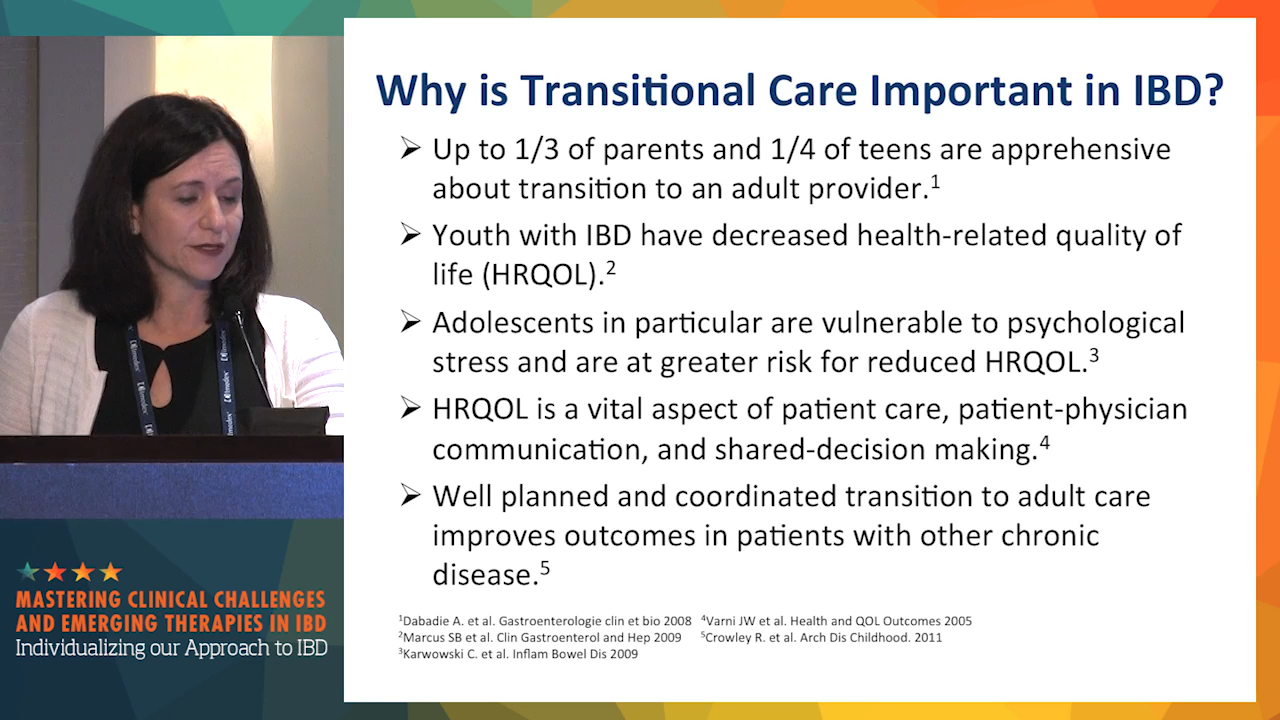 Why is Transitional Care Important in IBD?
➢ Up to 1/3 of parents and 1/4 of teens are apprehensive
about transition to an adult provider.1
➢ Youth with IBD have decreased health-related quality of
life (HRQOL).2
➢ Adolescents in particular are vulnerable to psychological
stress and are at greater risk for reduced HRQOL.3
➢ HRQOL is a vital aspect of patient care, patient-physician
communication, and shared-decision making.4
➢ Well planned and coordinated transition to adult care
improves outcomes in patients with other chronic
disease.5
1Dabadie A. et al. Gastroenterologie clin et bio 2008 4Varni JW et al. Health and QOL Outcomes 2005
2Marcus SB et al. Clin Gastroenterol and Hep 2009 5Crowley R. et al. Arch Dis Childhood. 2011
3Karwowski C. et al. Inflam Bowel Dis 2009
MASTERING CLINICAL CHALLENGES
AND EMERGING THERAPIES IN IBD
Individualizing our Approach to IBD